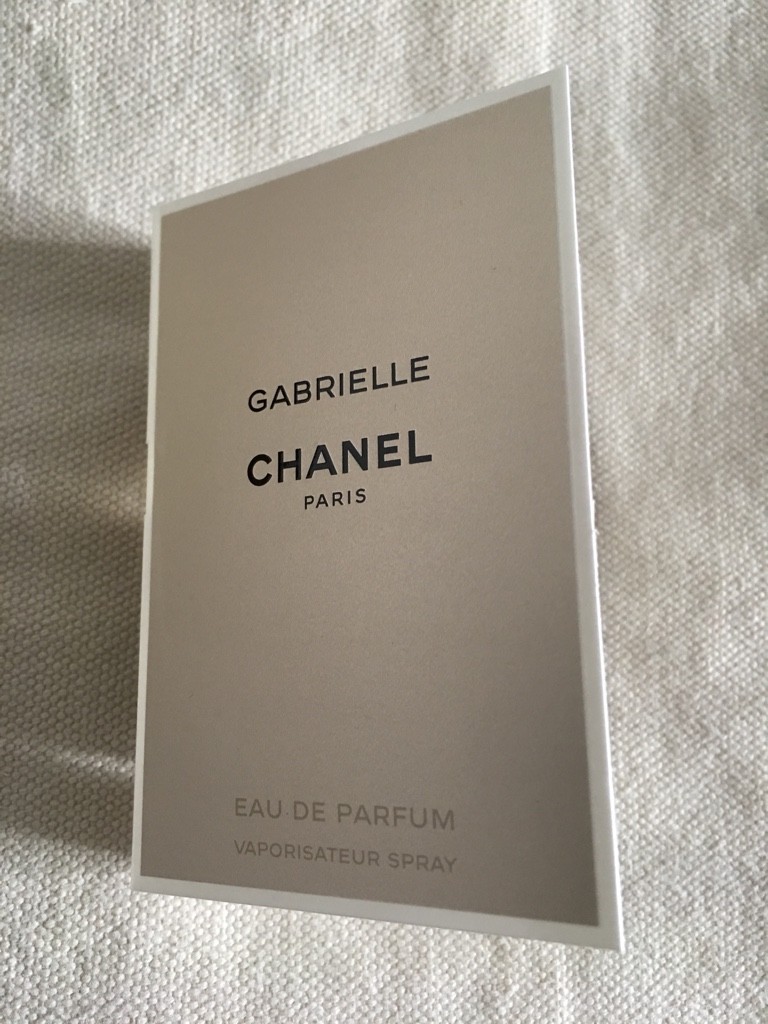 GABRIELLE
CHANEL
PARIS
EAU DE PARFUM
VAPORISATEUR SPRAY